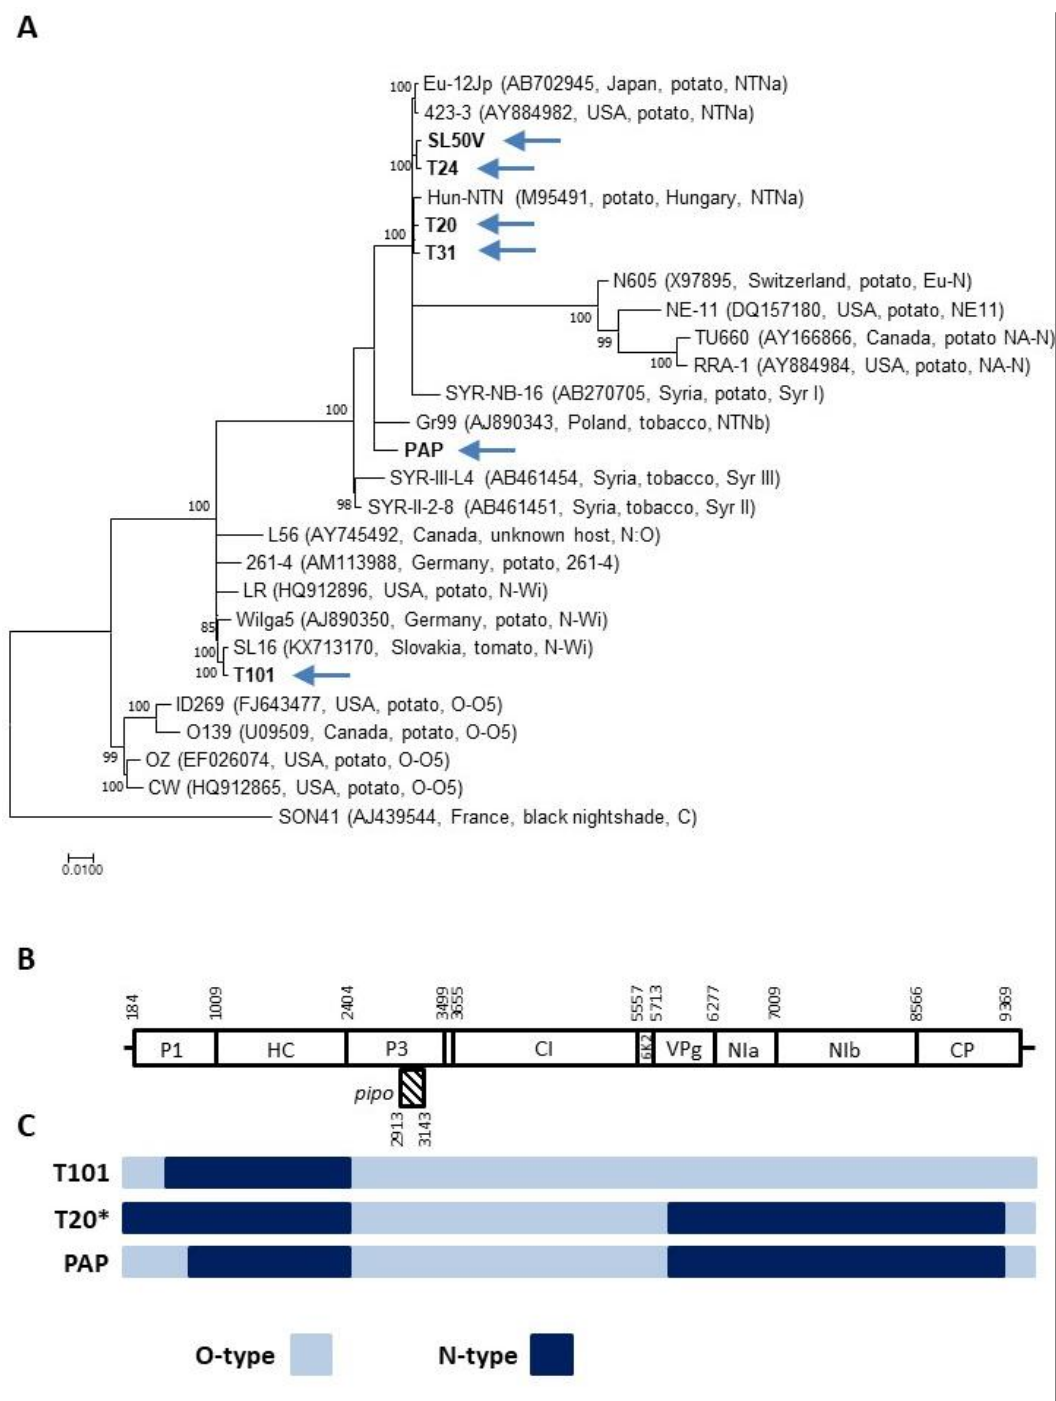 A
100 Eu-12Jp (AB702945, Japan, potato, NTNa)
423-3 (AY884982, USA, potato, NTNa)
SL50V
100 T24
Hun-NTN (M95491, potato, Hungary, NTNa)
T20
100
T31
N605 (X97895, Switzerland, potato, Eu-N)
100 NE-11 (DQ157180, USA, potato, NE11)
99 TU660 (AY166866, Canada, potato NA-N)
100 RRA-1 (AY884984, USA, potato, NA-N)
SYR-NB-16 (AB270705, Syria, potato, Syr I)
100 Gr99 (AJ890343, Poland, tobacco, NTNb)
PAP
SYR-III-L4 (AB461454, Syria, tobacco, Syr III)
98 SYR-II-2-8 (AB461451, Syria, tobacco, Syr II)
100
L56 (AY745492, Canada, unknown host, N:O)
261-4 (AM113988, Germany, potato, 261-4)
LR (HQ912896, USA, potato, N-Wi)
Wilga5 (AJ890350, Germany, potato, N-Wi)
85
100 SL16 (KX713170, Slovakia, tomato, N-Wi)
100 T101
100 ID269 (FJ643477, USA, potato, O-O5)
O139 (U09509, Canada, potato, O-O5)
99 OZ (EF026074, USA, potato, O-O5)
100 CW (HQ912865, USA, potato, O-O5)
SON41 (AJ439544, France, black nightshade, C)
0.0100
B
184 1009 2404 3499 3655 5557 5713 6277 7009 8566 9369
P1 HC P3 CI 6K2 VPg NIa NIb CP
pipo
2913 3143
C
T101
T20*
PAP
O-type N-type